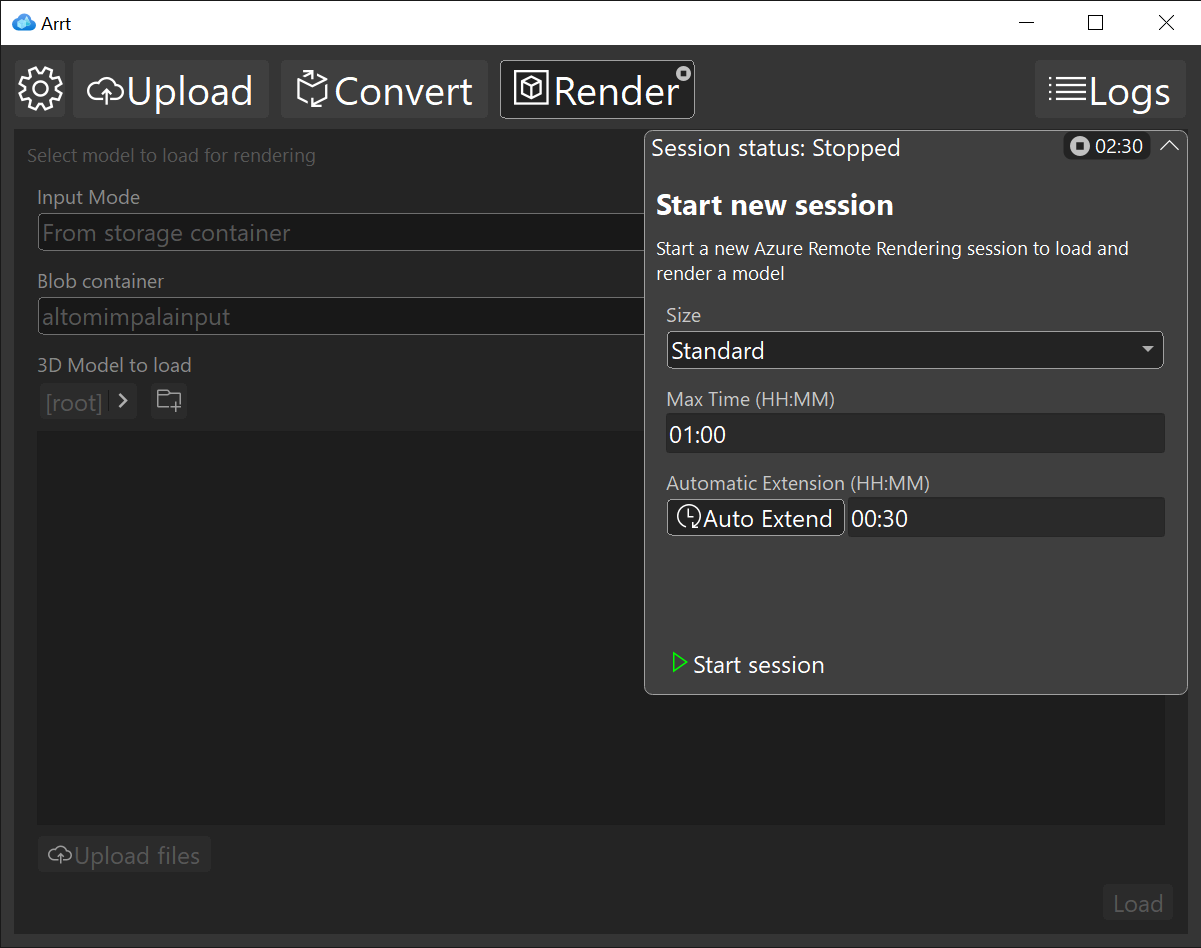 Arrt
Upload
Convert
Render
Logs
Select model to load for rendering
Input Mode
From storage container
Blob container
altomimpalainput
3D Model to load
[root]
Upload files
Load
Session status: Stopped
02:30
Start new session
Start a new Azure Remote Rendering session to load and
render a model
Size
Standard
Max Time (HH:MM)
01:00
Automatic Extension (HH:MM)
Auto Extend
00:30
Start session